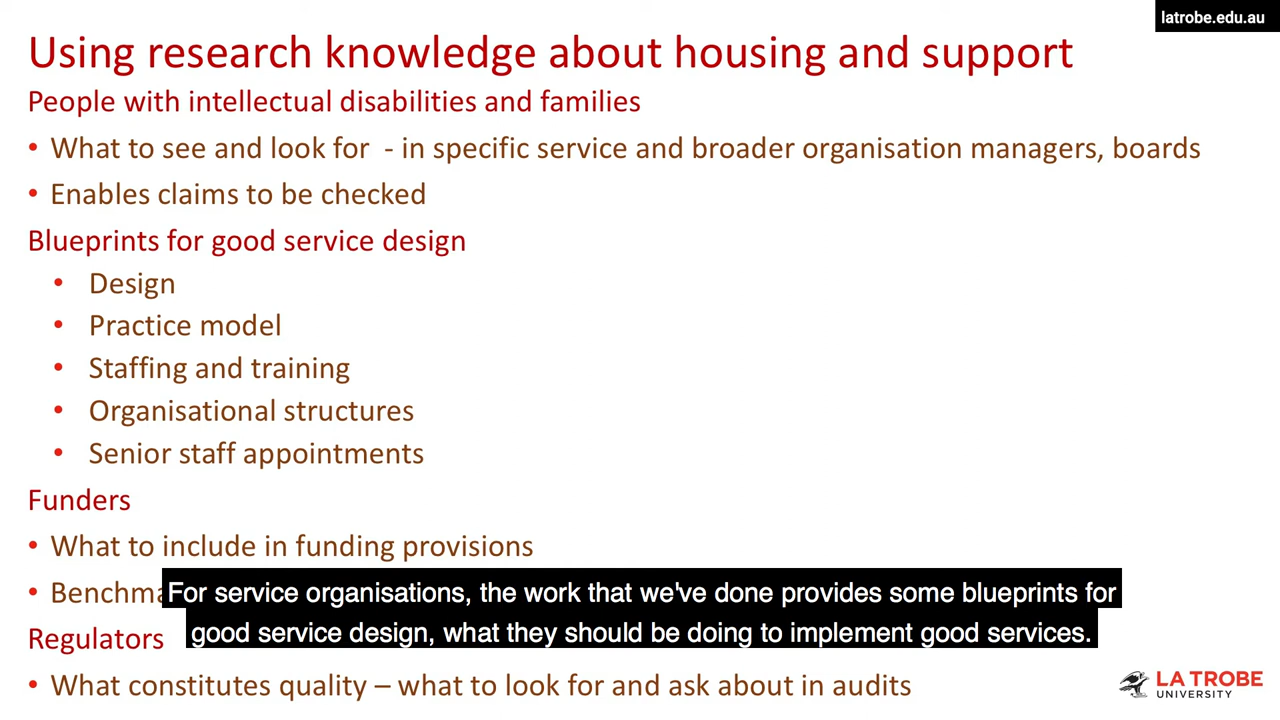 latrobe.edu.au
Using research knowledge about housing and support
People with intellectual disabilities and families
• What to see and look for - in specific service and broader organisation managers, boards
• Enables claims to be checked
Blueprints for good service design
• Design
• Practice model
• Staffing and training
• Organisational structures
• Senior staff appointments
Funders
• What to include in funding provisions
•
For service organisations, the work that we've done provides some blueprints for
good service design, what they should be doing to implement good services.
Regulators
• What constitutes quality – what to look for and ask about in audits
LA TROBE
UNIVERSITY